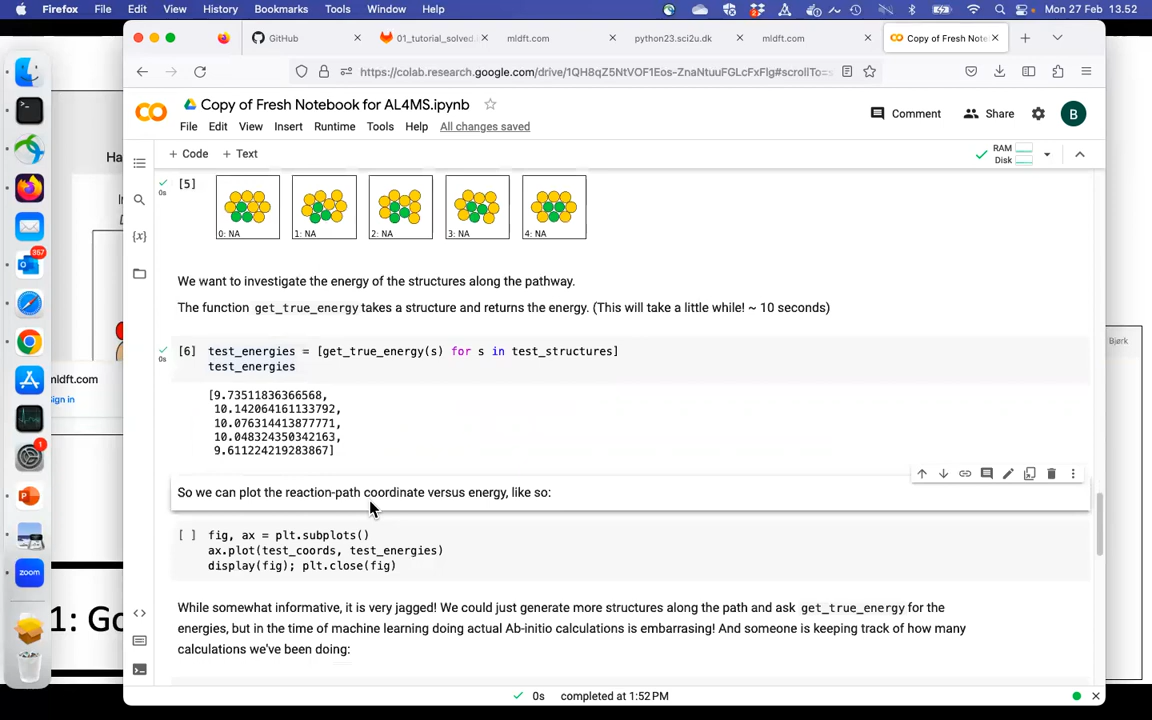 Firefox File Edit View History Bookmarks Tools Window Help Mon 27 Feb 13.52
GitHub 01_tutorial_solved. mldft.com python23.sci2u.dk mldft.com Copy of Fresh Note
https://colab.research.google.com/drive/1QH8qZ5NtVOF1Eos-ZnaNtuuFGLcFxFlg#scrollTo=
Copy of Fresh Notebook for AL4MS.ipynb
Comment Share B
File Edit View Insert Runtime Tools Help All changes saved
+ Code + Text
RAM
Disk
[5]
0s
0: NA 1: NA 2: NA 3: NA 4: NA
We want to investigate the energy of the structures along the pathway.
The function get_true_energy takes a structure and returns the energy. (This will take a little while! ~ 10 seconds)
[6] test_energies = [get_true_energy(s) for s in test_structures]
0s
test_energies
[9.73511836366568,
10.142064161133792,
10.076314413877771,
10.048324350342163,
9.611224219283867]
So we can plot the reaction-path coordinate versus energy, like so:
[ ] fig, ax = plt.subplots()
ax.plot(test_coords, test_energies)
display(fig); plt.close(fig)
While somewhat informative, it is very jagged! We could just generate more structures along the path and ask get_true_energy for the
energies, but in the time of machine learning doing actual Ab-initio calculations is embarrasing! And someone is keeping track of how many
calculations we've been doing:
0s completed at 1:52 PM
Ha
dft.com
ign in
367
1
zoom
1: Go
Bjørk